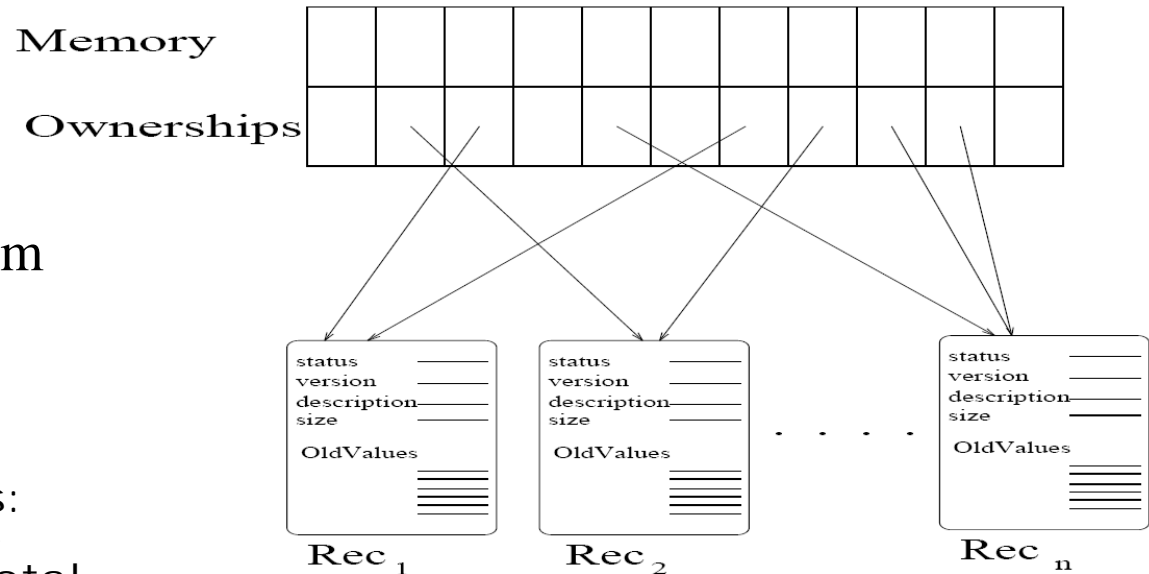 Memory
Ownerships
m
status
version
description
size
OldValues
Rec 1
status
version
description
size
OldValues
Rec 2
. . . .
status
version
description
size
OldValues
Rec n
s: